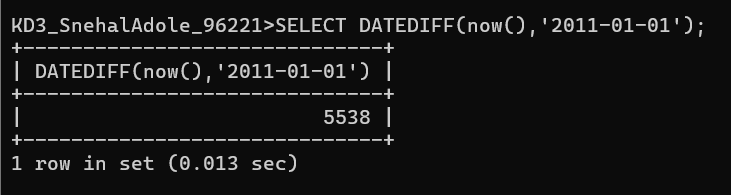 KD3_SnehalAdole_96221>SELECT DATEDIFF(now(),'2011-01-01');
+------------------------------+
| DATEDIFF(now(),'2011-01-01') |
+------------------------------+
|                         5538 |
+------------------------------+
1 row in set (0.013 sec)